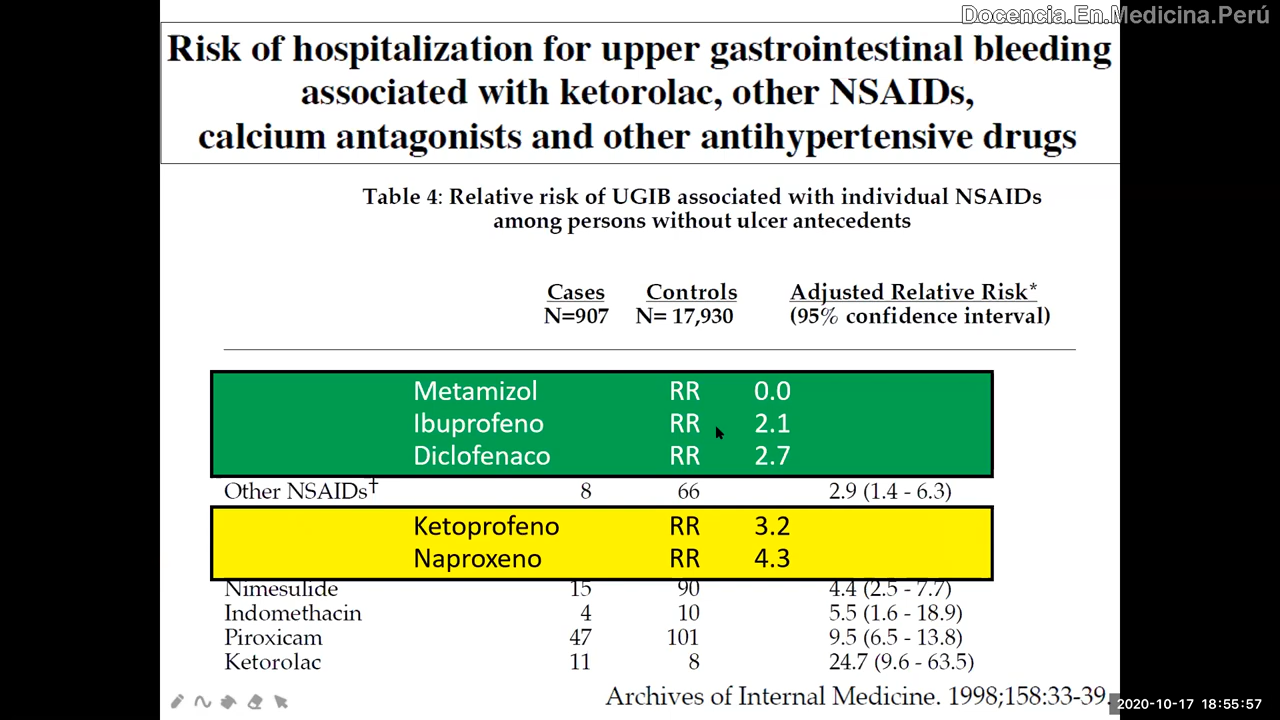 Docencia.En.Medicina.Perú
Risk of hospitalization for upper gastrointestinal bleeding
associated with ketorolac, other NSAIDs,
calcium antagonists and other antihypertensive drugs
Table 4: Relative risk of UGIB associated with individual NSAIDs
among persons without ulcer antecedents
Cases Controls Adjusted Relative Risk*
N=907 N= 17,930 (95% confidence interval)
Metamizol RR 0.0
Ibuprofeno RR 2.1
Diclofenaco RR 2.7
Other NSAIDs† 8 66 2.9 (1.4 - 6.3)
Ketoprofeno RR 3.2
Naproxeno RR 4.3
Nimesulide 15 90 4.4 (2.5 - 7.7)
Indomethacin 4 10 5.5 (1.6 - 18.9)
Piroxicam 47 101 9.5 (6.5 - 13.8)
Ketorolac 11 8 24.7 (9.6 - 63.5)
Archives of Internal Medicine. 1998;158:33-39.
2020-10-17 18:55:57